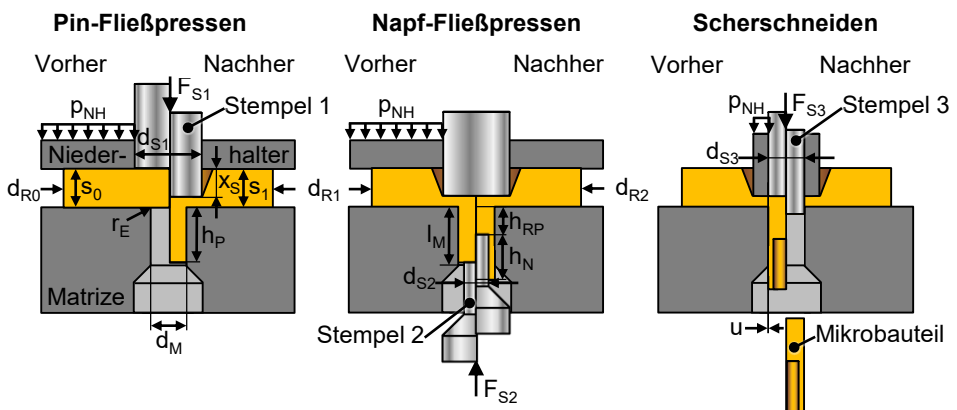 Pin-Fließpressen
Vorher
Nachher
F_S1
Stempel 1
p_NH
d_S1
Nieder-
halter
d_R0
s_0
x_S
s_1
r_E
h_P
Matrize
d_M
Napf-Fließpressen
Vorher
Nachher
p_NH
d_R1
d_R2
l_M
h_RP
h_N
d_S2
Stempel 2
F_S2
Scherschneiden
Vorher
Nachher
p_NH
F_S3
Stempel 3
d_S3
u
Mikrobauteil